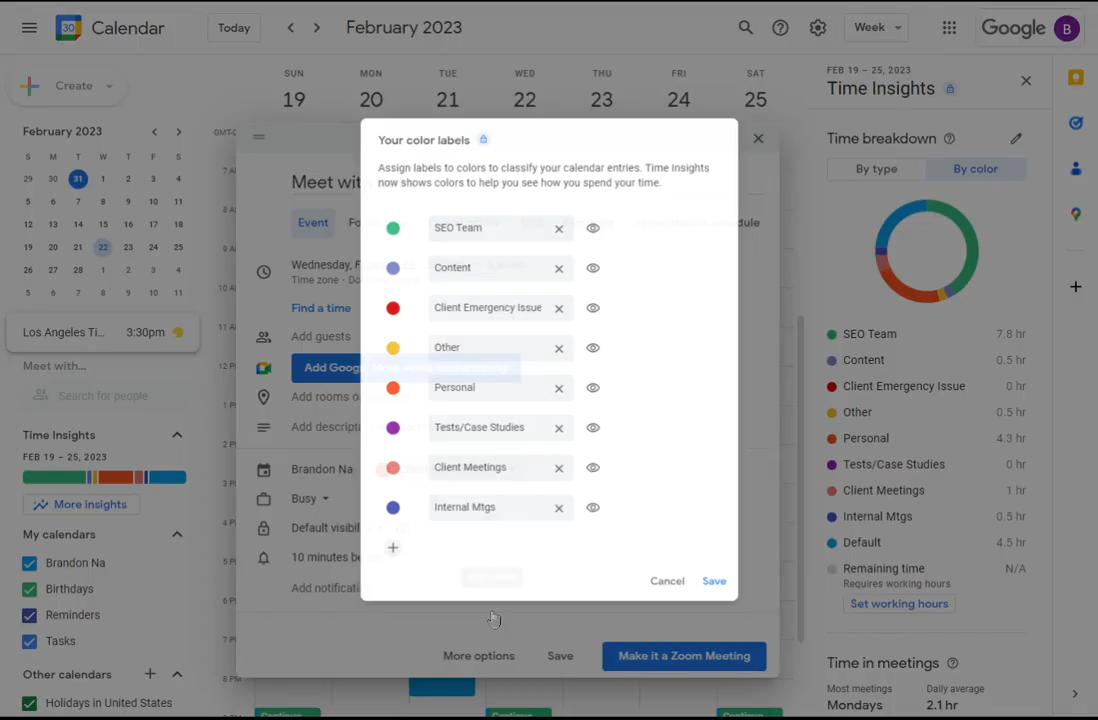 30
Calendar
Today
February 2023
Week
Google
B
Create
February 2023
S M T W T F S
29 30 31 1 2 3 4
5 6 7 8 9 10 11
12 13 14 15 16 17 18
19 20 21 22 23 24 25
26 27 28 1 2 3 4
5 6 7 8 9 10 11
Los Angeles Ti... 3:30pm
Meet with...
Search for people
Time Insights
FEB 19 – 25, 2023
More insights
My calendars
Brandon Na
Birthdays
Reminders
Tasks
Other calendars
Holidays in United States
SUN MON TUE WED THU FRI SAT
19 20 21 22 23 24 25
Meet with
Event
Wednesday, F
Time zone
Find a time
Add guests
Add Goog
Add rooms o
Add descript
Brandon Na
Busy
Default visibil
10 minutes be
Add notificati
More options
Save
Make it a Zoom Meeting
Your color labels
Assign labels to colors to classify your calendar entries. Time Insights
now shows colors to help you see how you spend your time.
SEO Team
Content
Client Emergency Issue
Other
Personal
Tests/Case Studies
Client Meetings
Internal Mtgs
Cancel
Save
FEB 19 – 25, 2023
Time Insights
Time breakdown
By type
By color
SEO Team 7.8 hr
Content 0.5 hr
Client Emergency Issue 0 hr
Other 0.5 hr
Personal 4.3 hr
Tests/Case Studies 0 hr
Client Meetings 1 hr
Internal Mtgs 0.5 hr
Default 4.5 hr
Remaining time N/A
Requires working hours
Set working hours
Time in meetings
Most meetings Daily average
Mondays 2.1 hr